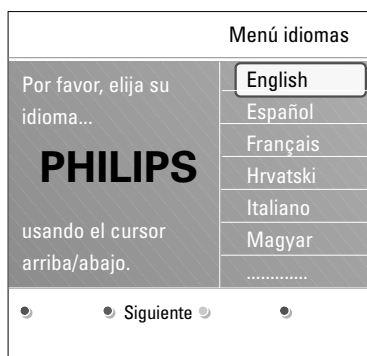 Menú idiomas
Por favor, elija su
idioma...
PHILIPS
usando el cursor
arriba/abajo.
English
Español
Français
Hrvatski
Italiano
Magyar
.............
Siguiente